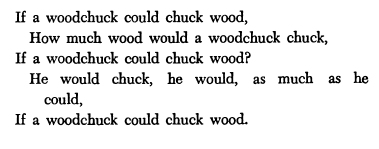 If a woodchuck could chuck wood,
How much wood would a woodchuck chuck,
If a woodchuck could chuck wood?
He would chuck, he would, as much as he
could,
If a woodchuck could chuck wood.